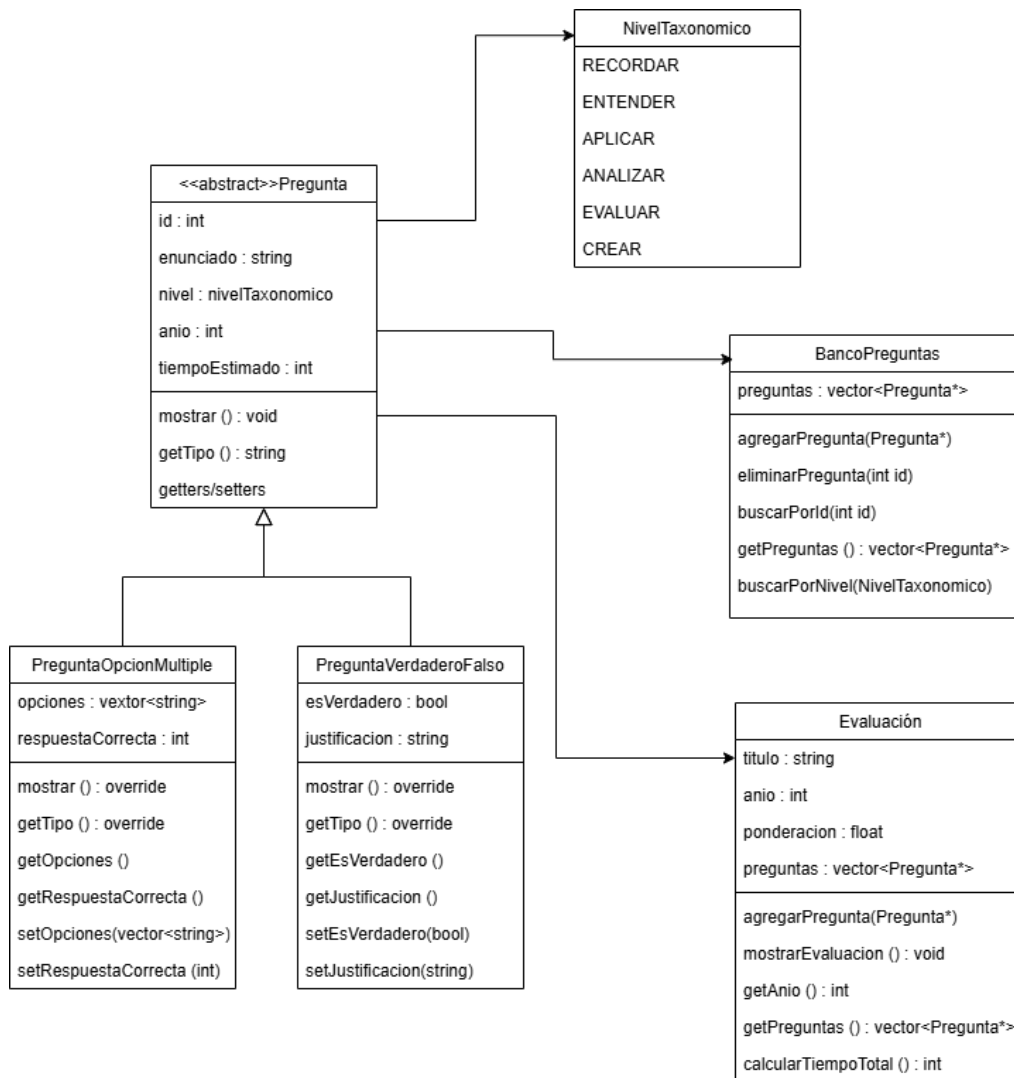 NivelTaxonomico
RECORDAR
ENTENDER
APLICAR
ANALIZAR
EVALUAR
CREAR
<<abstract>>Pregunta
id : int
enunciado : string
nivel : nivelTaxonomico
anio : int
tiempoEstimado : int
mostrar () : void
getTipo () : string
getters/setters
BancoPreguntas
preguntas : vector<Pregunta*>
agregarPregunta(Pregunta*)
eliminarPregunta(int id)
buscarPorId(int id)
getPreguntas () : vector<Pregunta*>
buscarPorNivel(NivelTaxonomico)
PreguntaOpcionMultiple
opciones : vextor<string>
respuestaCorrecta : int
mostrar () : override
getTipo () : override
getOpciones ()
getRespuestaCorrecta ()
setOpciones(vector<string>)
setRespuestaCorrecta (int)
PreguntaVerdaderoFalso
esVerdadero : bool
justificacion : string
mostrar () : override
getTipo () : override
getEsVerdadero ()
getJustificacion ()
setEsVerdadero(bool)
setJustificacion(string)
Evaluación
titulo : string
anio : int
ponderacion : float
preguntas : vector<Pregunta*>
agregarPregunta(Pregunta*)
mostrarEvaluacion () : void
getAnio () : int
getPreguntas () : vector<Pregunta*>
calcularTiempoTotal () : int